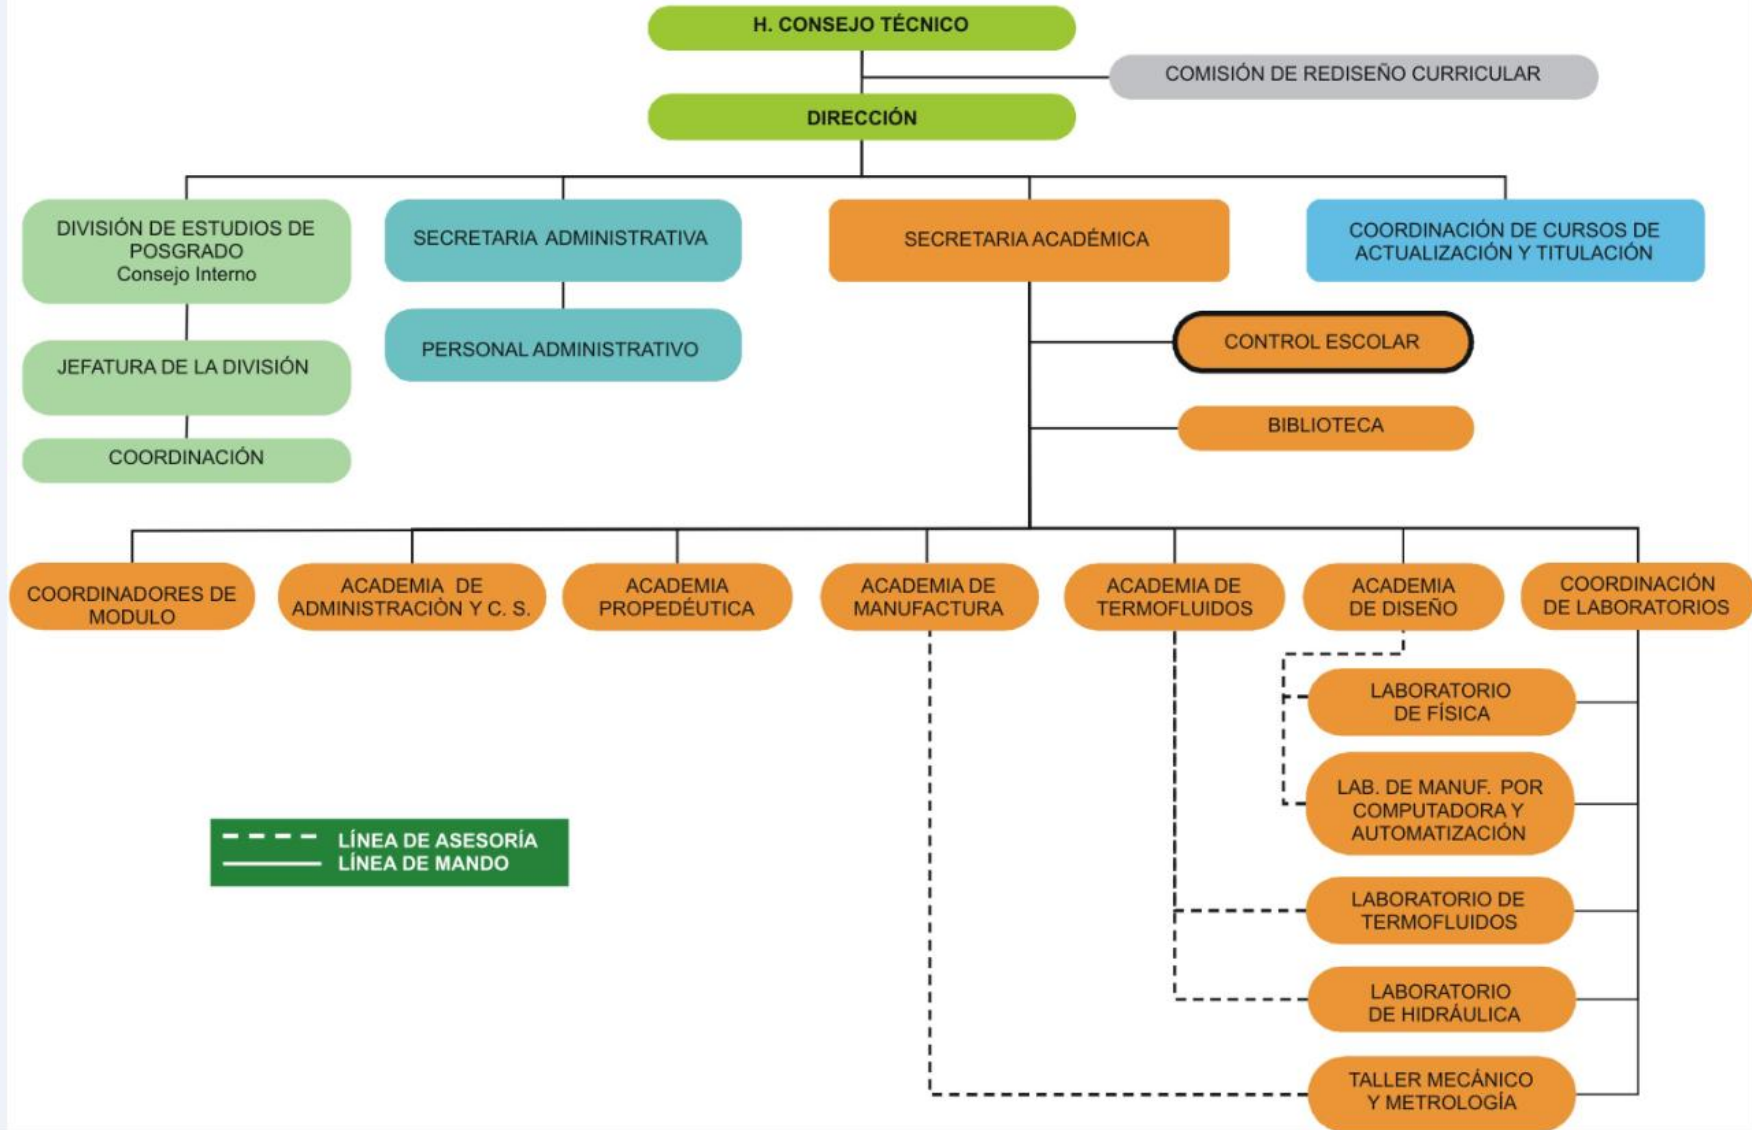 H. CONSEJO TÉCNICO
COMISIÓN DE REDISEÑO CURRICULAR
DIRECCIÓN
DIVISIÓN DE ESTUDIOS DE
POSGRADO
Consejo Interno
SECRETARIA ADMINISTRATIVA
SECRETARIA ACADÉMICA
COORDINACIÓN DE CURSOS DE
ACTUALIZACIÓN Y TITULACIÓN
JEFATURA DE LA DIVISIÓN
PERSONAL ADMINISTRATIVO
CONTROL ESCOLAR
BIBLIOTECA
COORDINACIÓN
COORDINADORES DE
MODULO
ACADEMIA DE
ADMINISTRACIÒN Y C. S.
ACADEMIA
PROPEDÉUTICA
ACADEMIA DE
MANUFACTURA
ACADEMIA DE
TERMOFLUIDOS
ACADEMIA
DE DISEÑO
COORDINACIÓN
DE LABORATORIOS
LABORATORIO
DE FÍSICA
LAB. DE MANUF. POR
COMPUTADORA Y
AUTOMATIZACIÓN
LÍNEA DE ASESORÍA
LÍNEA DE MANDO
LABORATORIO DE
TERMOFLUIDOS
LABORATORIO
DE HIDRÁULICA
TALLER MECÁNICO
Y METROLOGÍA